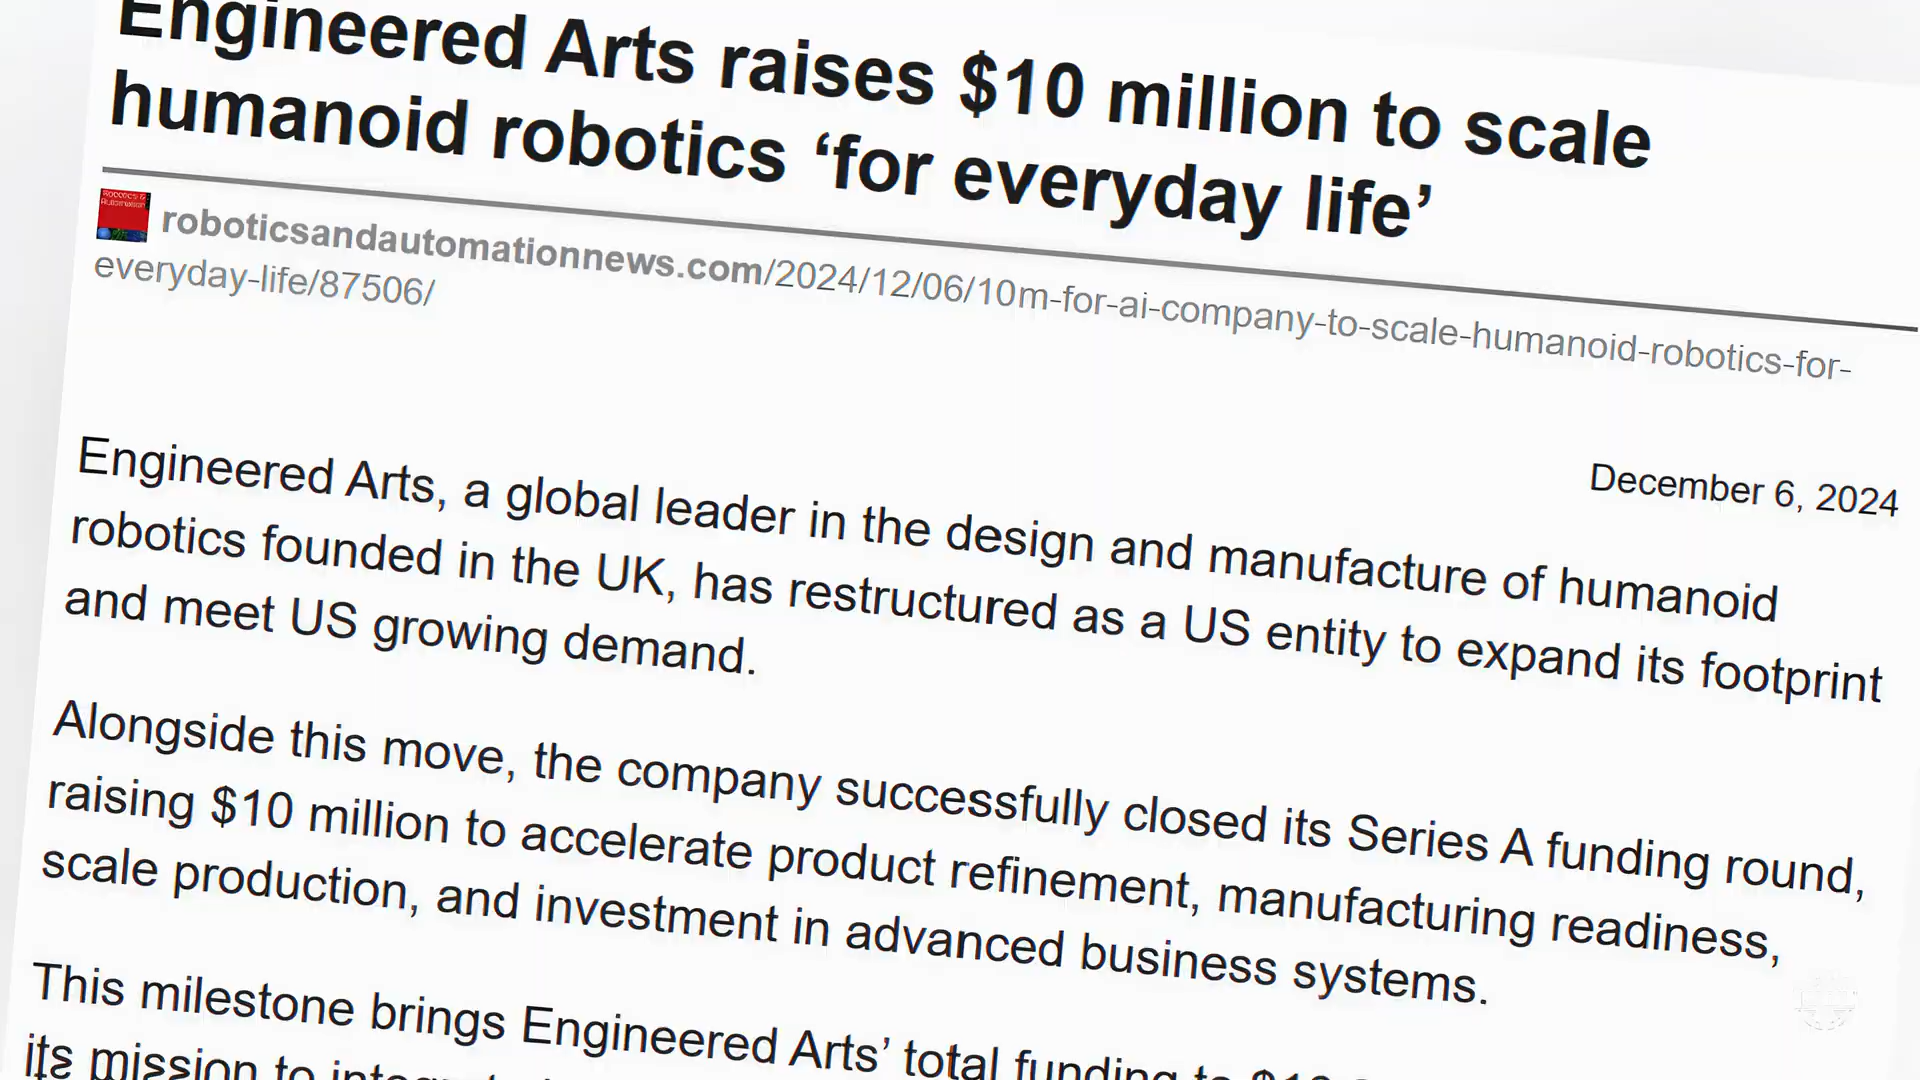 Engineered Arts raises $10 million to scale
humanoid robotics ‘for everyday life’
roboticsandautomationnews.com/2024/12/06/10m-for-ai-company-to-scale-humanoid-robotics-for-
everyday-life/87506/
December 6, 2024
Engineered Arts, a global leader in the design and manufacture of humanoid
robotics founded in the UK, has restructured as a US entity to expand its footprint
and meet US growing demand.
Alongside this move, the company successfully closed its Series A funding round,
raising $10 million to accelerate product refinement, manufacturing readiness,
scale production, and investment in advanced business systems.
This milestone brings Engineered Arts’ total funding to
its mission to